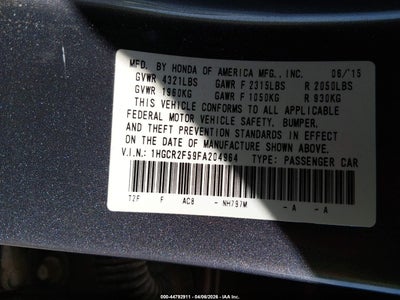 MFD. BY HONDA OF AMERICA MFG., INC. 06/'15
GVWR 4321LBS GAWR F 2315LBS R 2050LBS
GVWR 1960KG GAWR F 1050KG R 930KG
THIS VEHICLE CONFORMS TO ALL APPLICABLE
FEDERAL MOTOR VEHICLE SAFETY, BUMPER,
AND THEFT PREVENTION STANDARDS IN EFFECT
ON THE DATE OF MANUFACTURE SHOWN ABOVE.
V.I.N.: 1HGCR2F59FA204964 TYPE: PASSENGER CAR
T2F F AC8 - NH797M - A - A
000-44792911 - 04/06/2026 - IAA Inc.